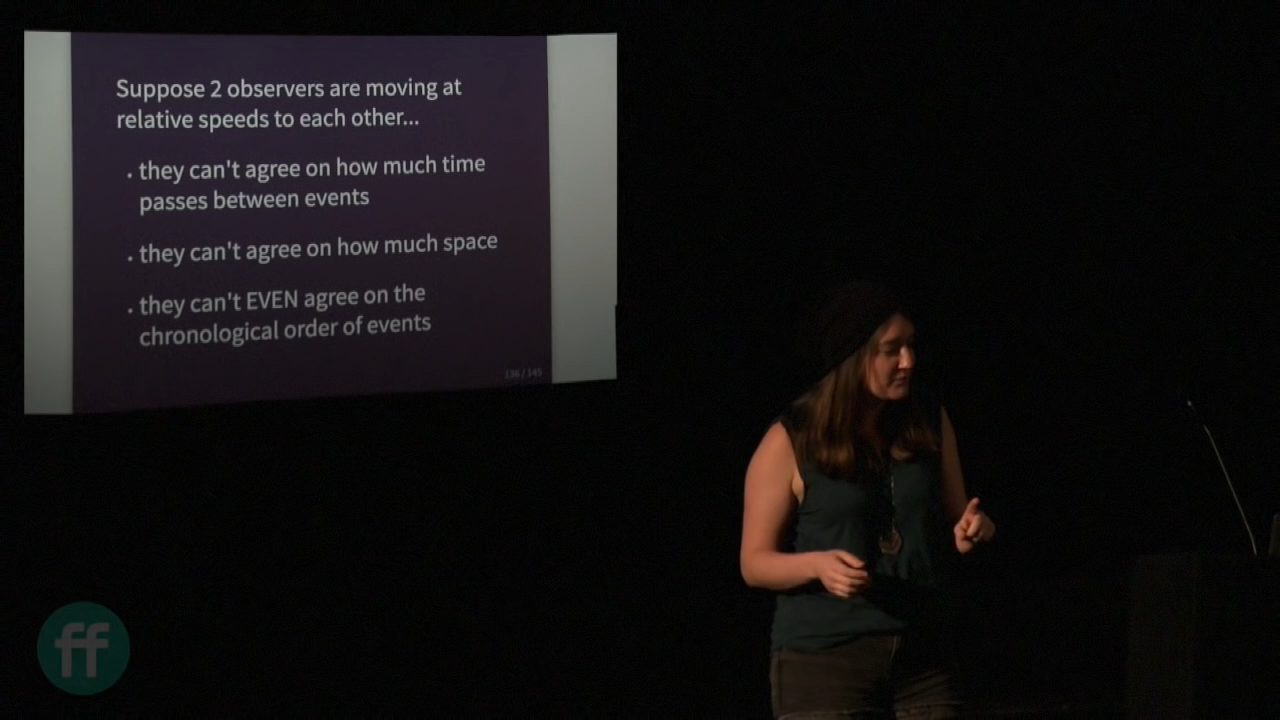 Suppose 2 observers are moving at
relative speeds to each other...
. they can't agree on how much time
passes between events
. they can't agree on how much space
. they can't EVEN agree on the
chronological order of events
136 / 145
ff